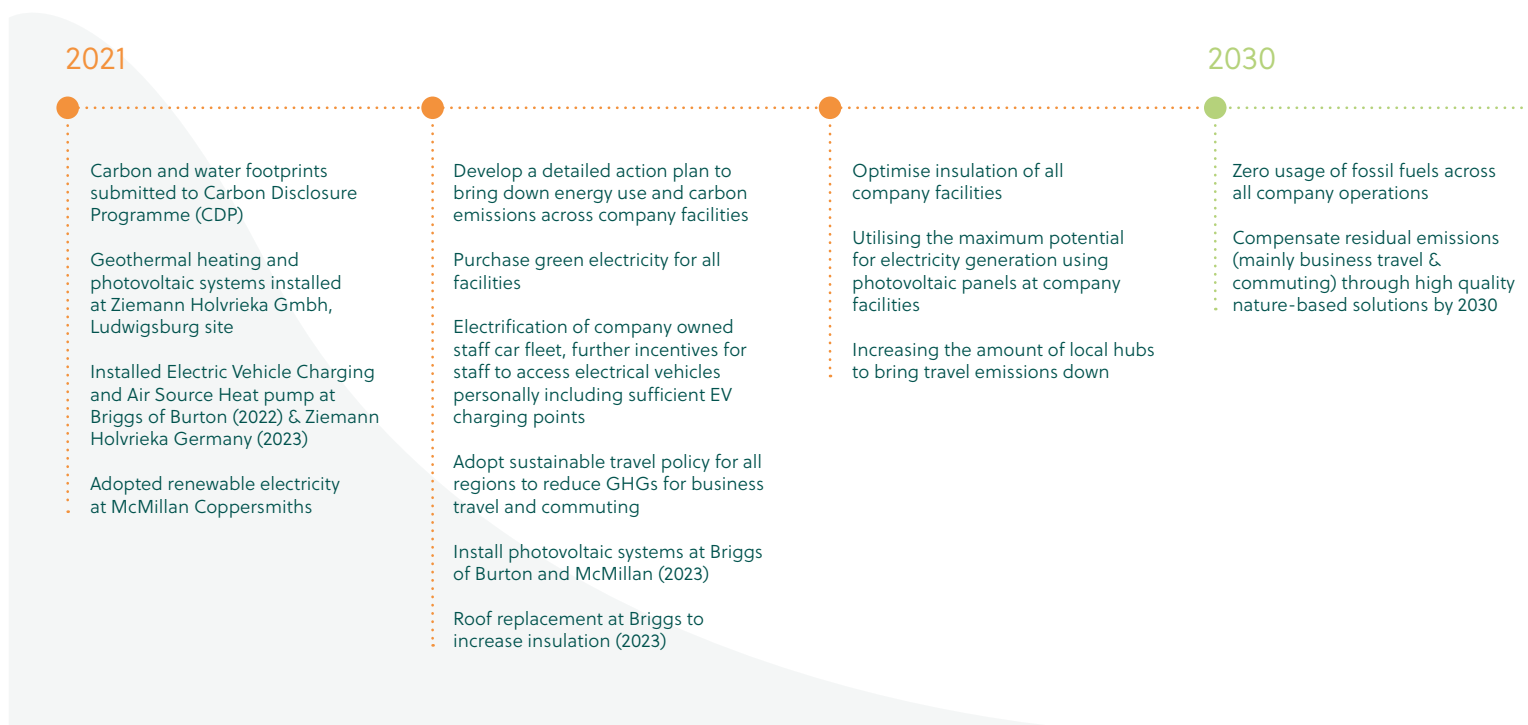 2021
Carbon and water footprints
submitted to Carbon Disclosure
Programme (CDP)
Geothermal heating and
photovoltaic systems installed
at Ziemann Holvrieka Gmbh,
Ludwigsburg site
Installed Electric Vehicle Charging
and Air Source Heat pump at
Briggs of Burton (2022) & Ziemann
Holvrieka Germany (2023)
Adopted renewable electricity
at McMillan Coppersmiths
Develop a detailed action plan to
bring down energy use and carbon
emissions across company facilities
Purchase green electricity for all
facilities
Electrification of company owned
staff car fleet, further incentives for
staff to access electrical vehicles
personally including sufficient EV
charging points
Adopt sustainable travel policy for all
regions to reduce GHGs for business
travel and commuting
Install photovoltaic systems at Briggs
of Burton and McMillan (2023)
Roof replacement at Briggs to
increase insulation (2023)
Optimise insulation of all
company facilities
Utilising the maximum potential
for electricity generation using
photovoltaic panels at company
facilities
Increasing the amount of local hubs
to bring travel emissions down
2030
Zero usage of fossil fuels across
all company operations
Compensate residual emissions
(mainly business travel &
commuting) through high quality
nature-based solutions by 2030